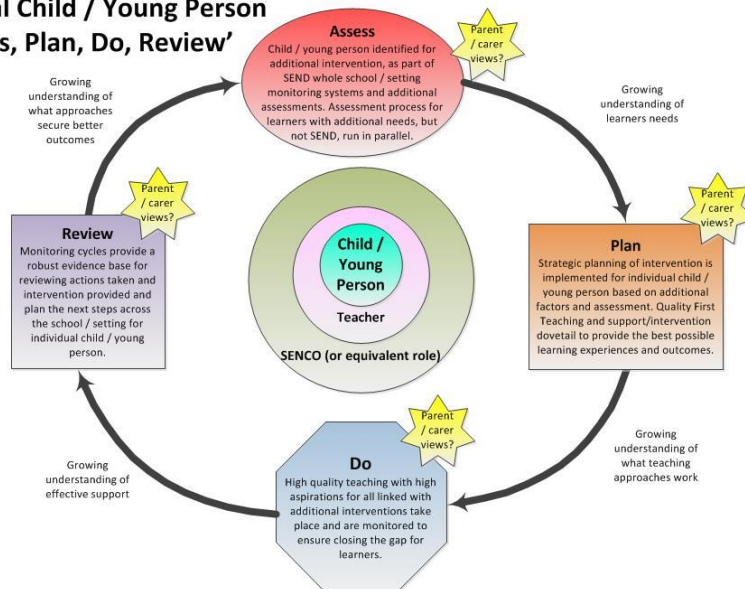 al Child / Young Person
s, Plan, Do, Review’
Assess
Child / young person identified for
additional intervention, as part of
SEND whole school / setting
monitoring systems and additional
assessments. Assessment process for
learners with additional needs, but
not SEND, run in parallel.
Parent
/ carer
views?
Growing
understanding of
what approaches
secure better
outcomes
Growing
understanding of
learners needs
Parent
/ carer
views?
Review
Monitoring cycles provide a
robust evidence base for
reviewing actions taken and
intervention provided and
plan the next steps across
the school / setting for
individual child / young
person.
Child /
Young
Person
Teacher
SENCO (or equivalent role)
Parent
/ carer
views?
Plan
Strategic planning of intervention is
implemented for individual child /
young person based on additional
factors and assessment. Quality First
Teaching and support/intervention
dovetail to provide the best possible
learning experiences and outcomes.
Parent
/ carer
views?
Do
High quality teaching with high
aspirations for all linked with
additional interventions take
place and are monitored to
ensure closing the gap for
learners.
Growing
understanding of
effective support
Growing
understanding of
what teaching
approaches work